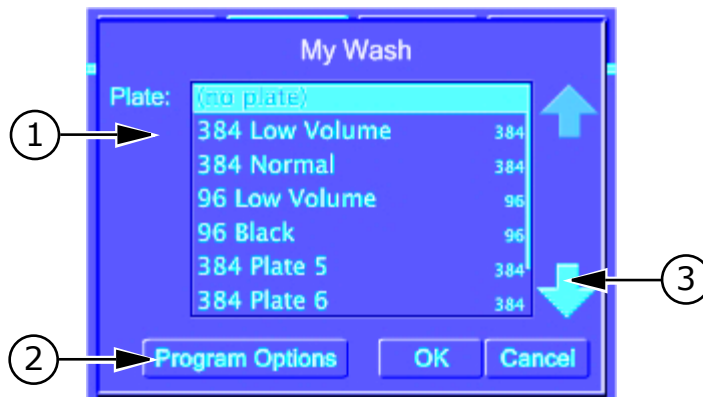 My Wash
Plate:
(no plate)
384 Low Volume 384
384 Normal 384
96 Low Volume 96
96 Black 96
384 Plate 5 384
384 Plate 6 384
Program Options OK Cancel
1
2
3